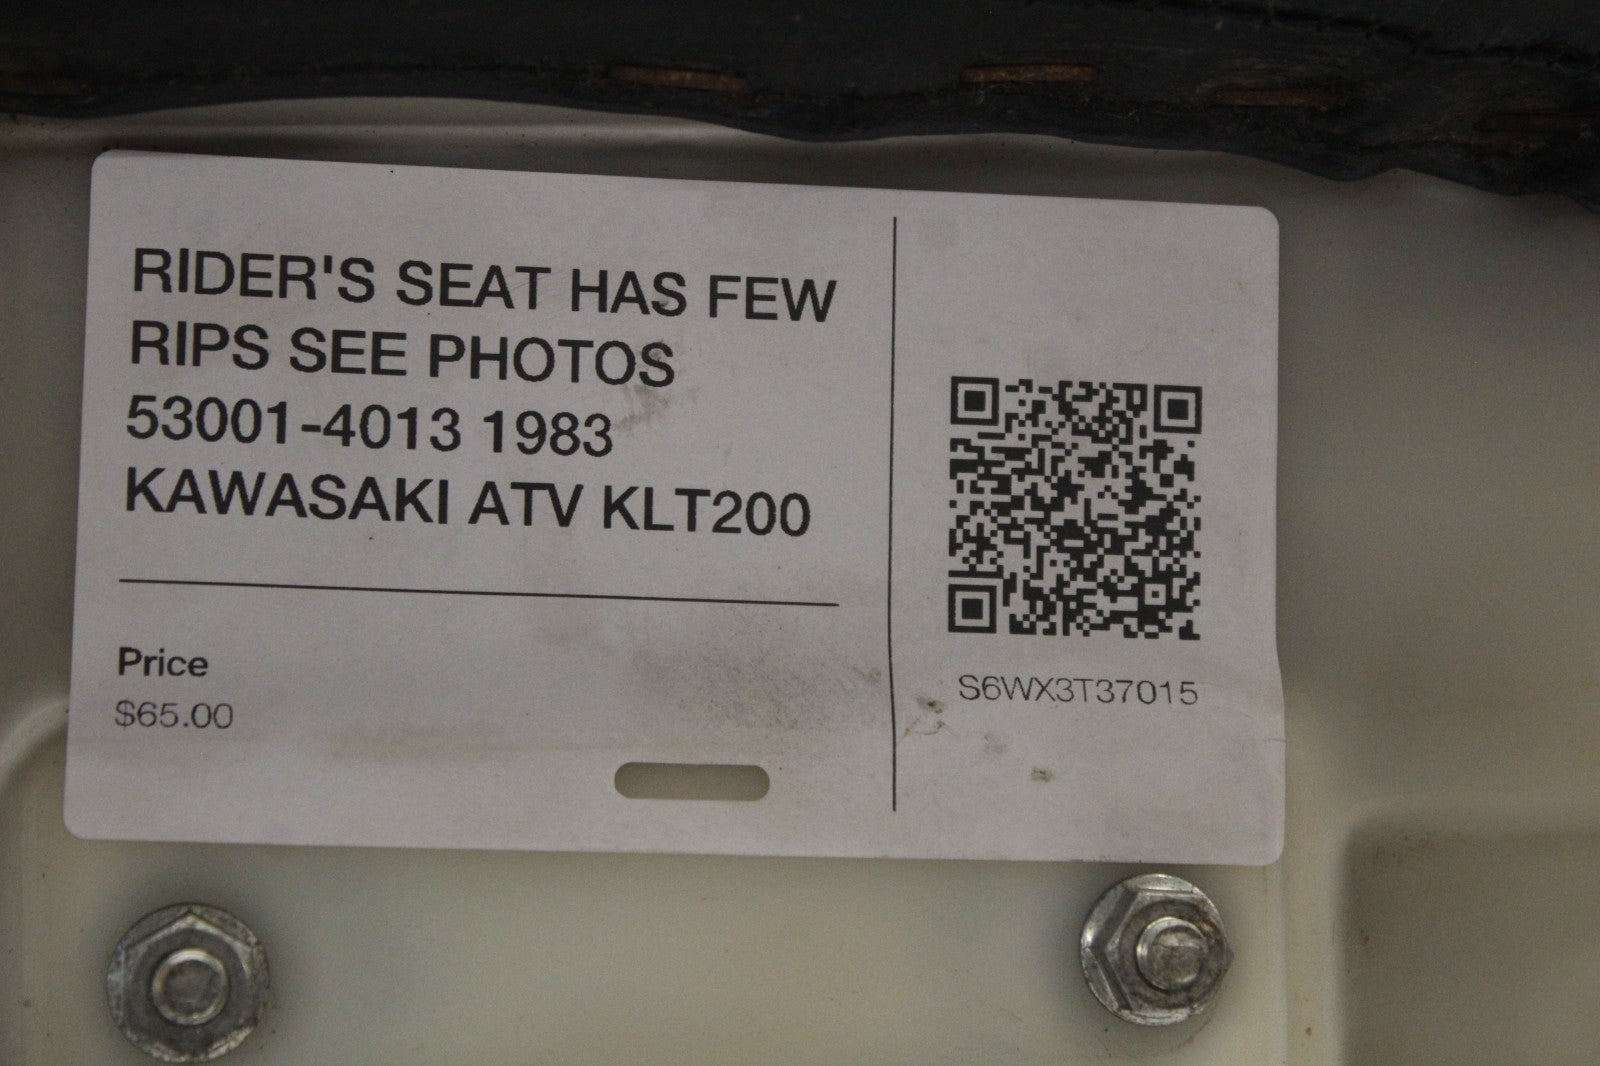 RIDER'S SEAT HAS FEW
RIPS SEE PHOTOS
53001-4013 1983
KAWASAKI ATV KLT200
Price
$65.00
S6WX3T37015